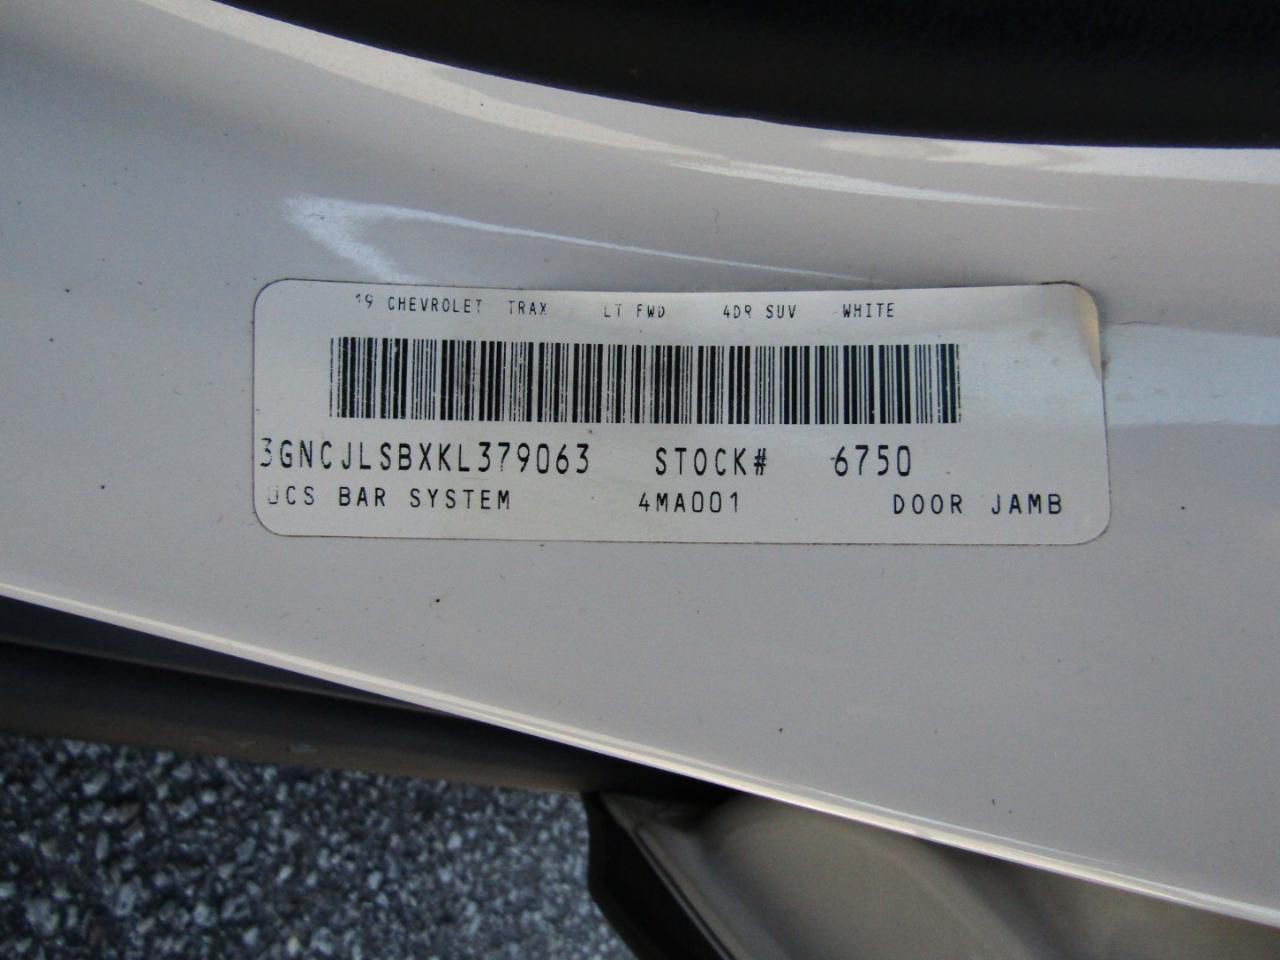 19 CHEVROLET TRAX LT FWD 4DR SUV WHITE
3GNCJLSBXKL379063 STOCK# 6750
UCS BAR SYSTEM 4MA001 DOOR JAMB